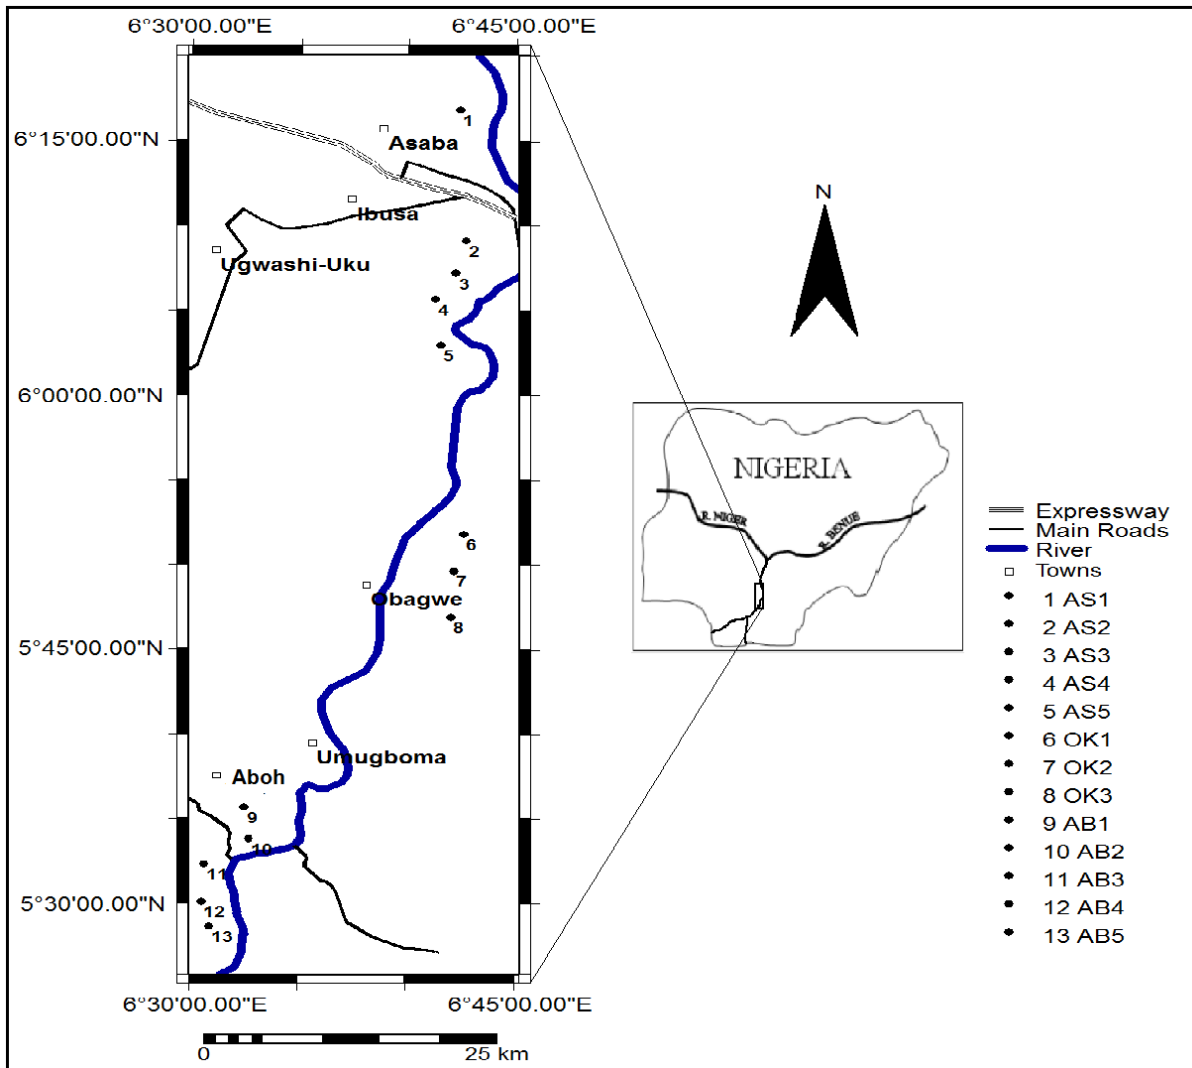 6°30'00.00"E 6°45'00.00"E
6°15'00.00"N
6°00'00.00"N
5°45'00.00"N
5°30'00.00"N
6°30'00.00"E 6°45'00.00"E
0 25 km
1
Asaba
Ibusa
2
Ugwashi-Uku
3
4
5
6
7
Obagwe
8
Umugboma
Aboh
9
10
11
12
13
N
NIGERIA
R. NIGER
R. BENUE
Expressway
Main Roads
River
Towns
1 AS1
2 AS2
3 AS3
4 AS4
5 AS5
6 OK1
7 OK2
8 OK3
9 AB1
10 AB2
11 AB3
12 AB4
13 AB5